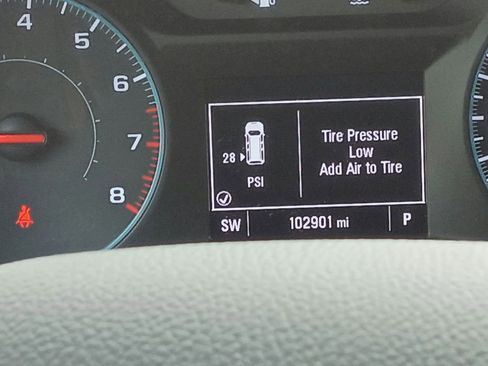 4
5
6
7
8
28
PSI
Tire Pressure
Low
Add Air to Tire
SW
102901 mi
P